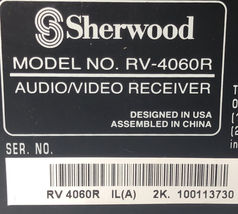 Sherwood
MODEL NO. RV-4060R
AUDIO/VIDEO RECEIVER
DESIGNED IN USA
ASSEMBLED IN CHINA
SER. NO.
RV 4060R IL(A) 2K. 100113730